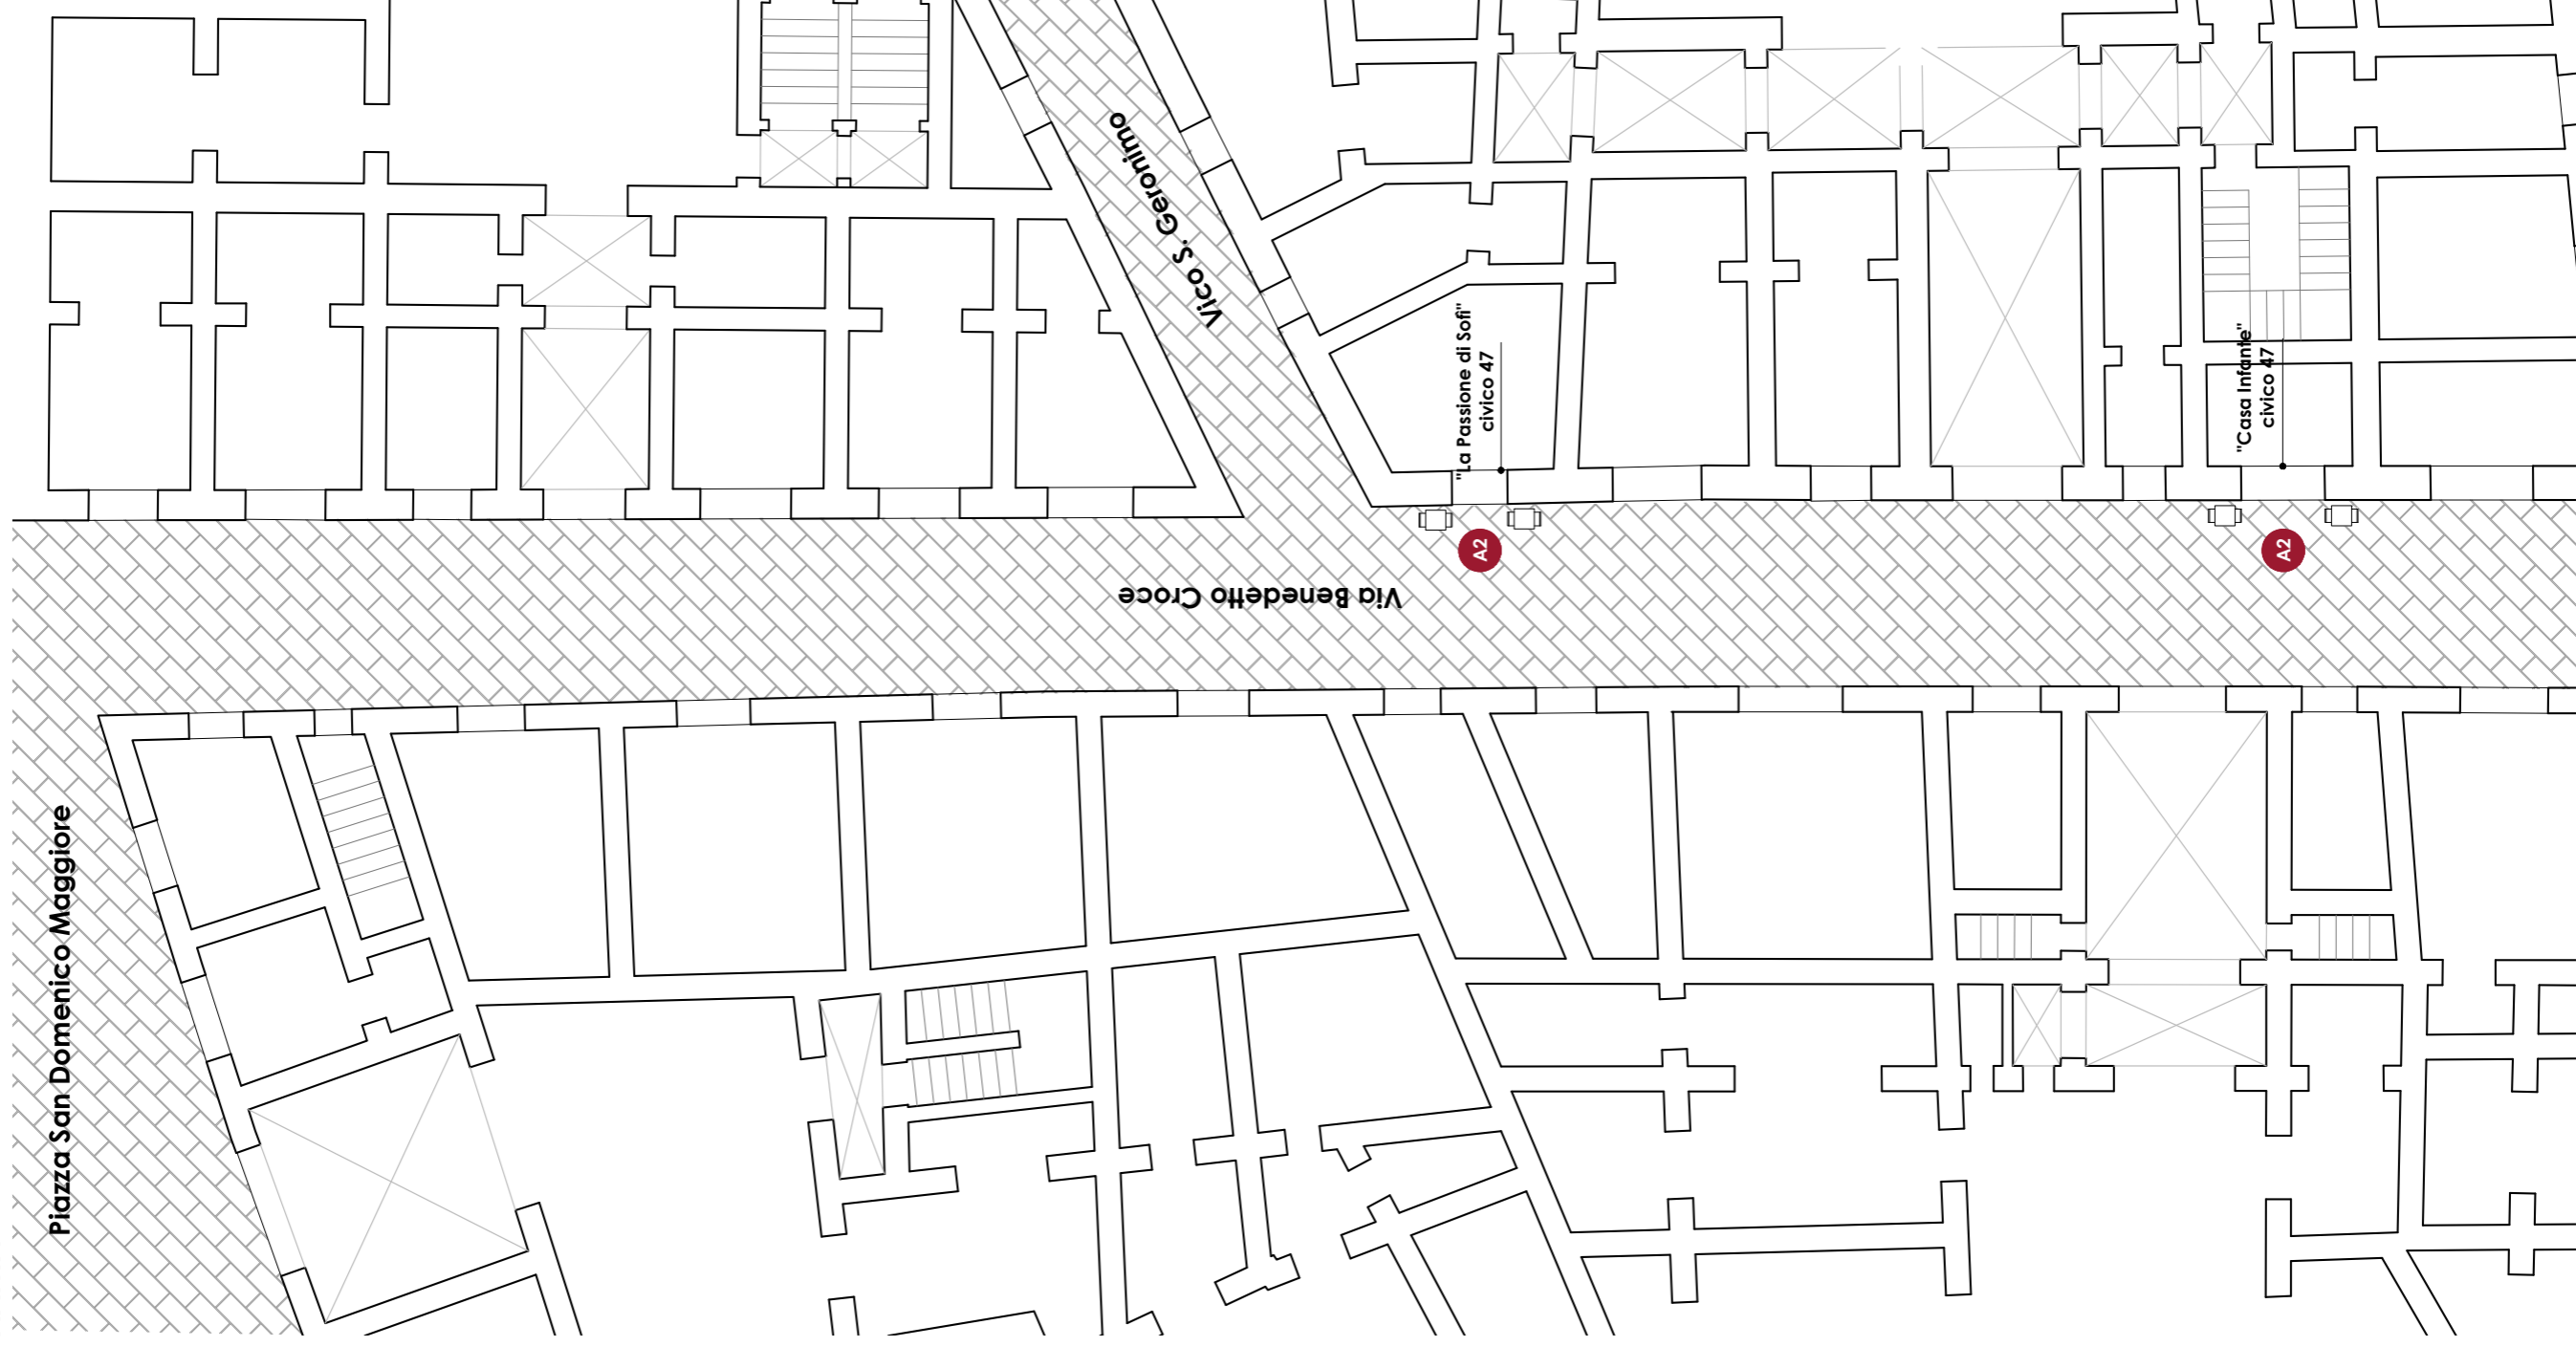 Vico S. Geronimo
"La Passione di Sofì"
civico 47
"Casa Infante"
civico 47
A2
A2
Via Benedetto Croce
Piazza San Domenico Maggiore